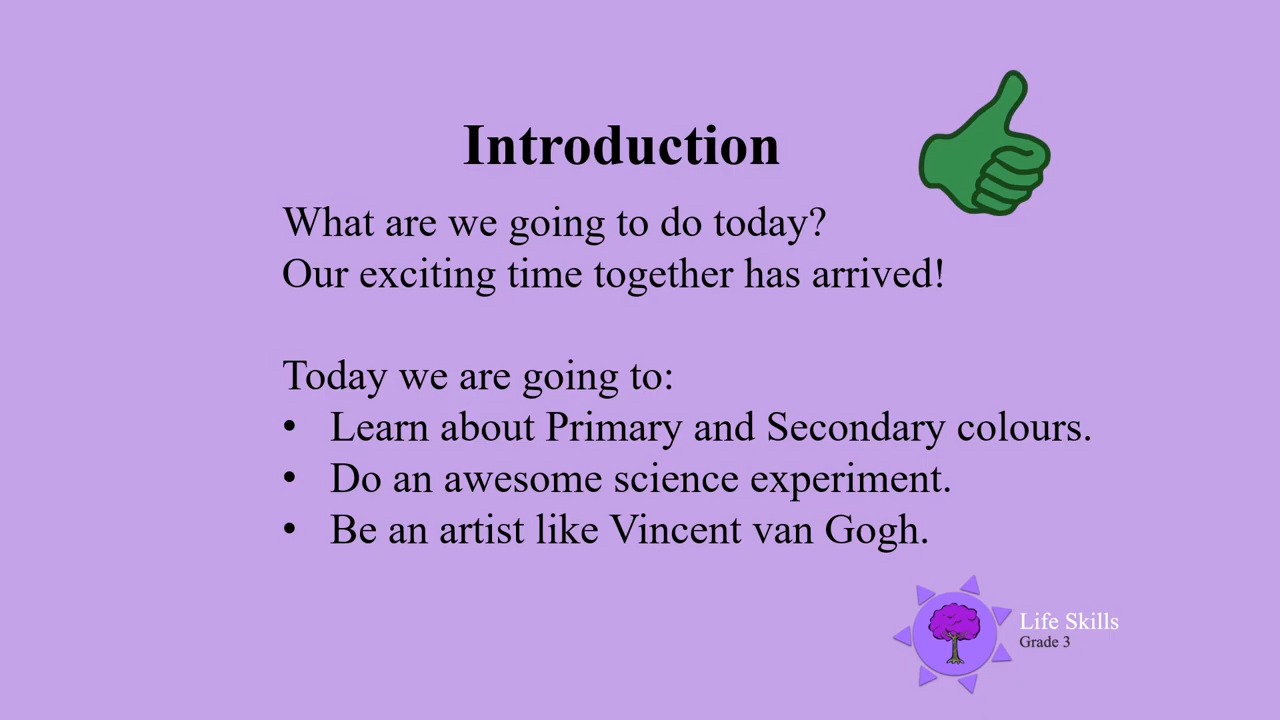 Introduction
What are we going to do today?
Our exciting time together has arrived!
Today we are going to:
• Learn about Primary and Secondary colours.
• Do an awesome science experiment.
• Be an artist like Vincent van Gogh.
Life Skills
Grade 3